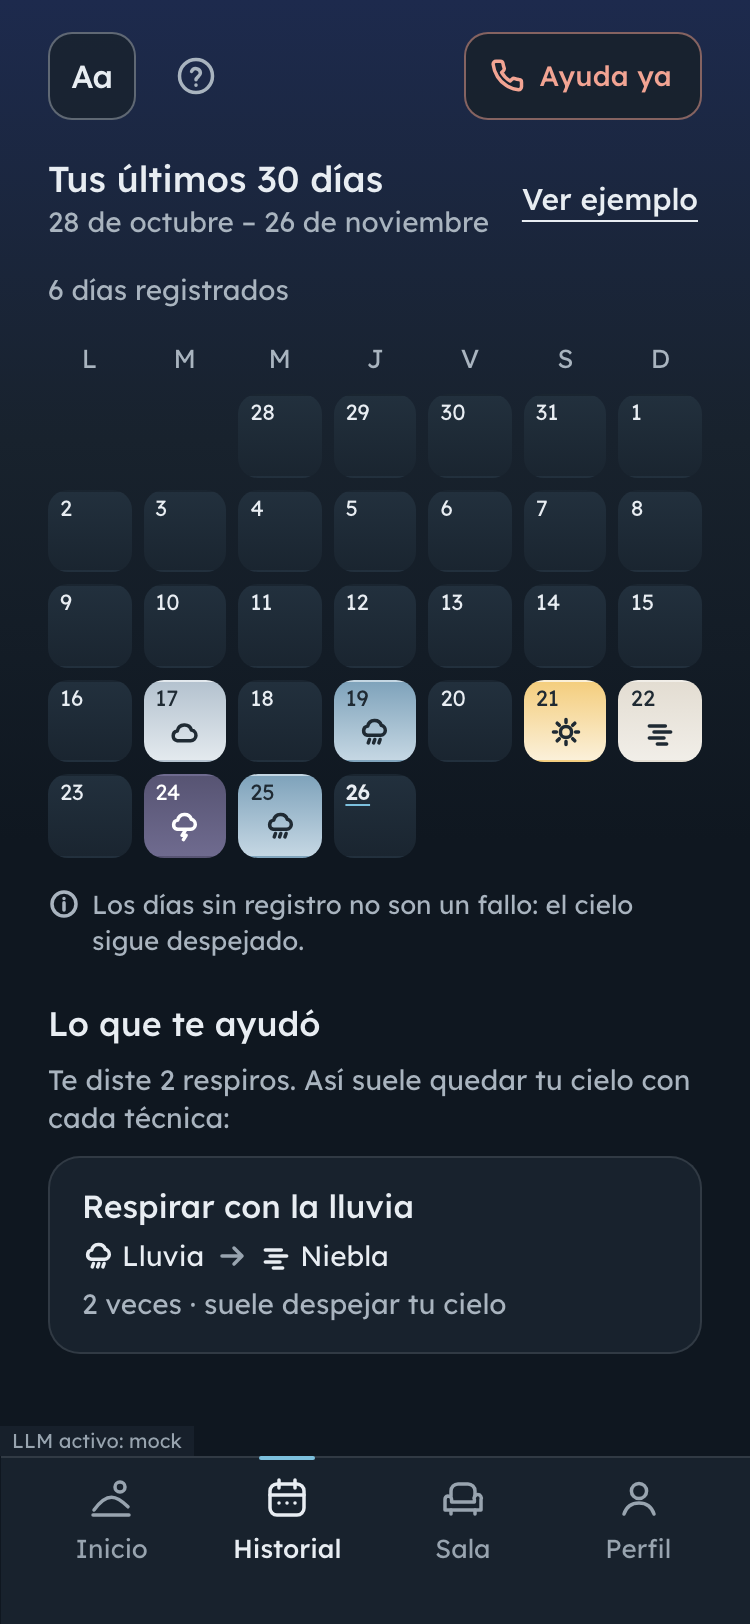 Aa
Ayuda ya
Tus últimos 30 días
28 de octubre – 26 de noviembre
Ver ejemplo
6 días registrados
L M M J V S D
28 29 30 31 1
2 3 4 5 6 7 8
9 10 11 12 13 14 15
16 17 18 19 20 21 22
23 24 25 26
Los días sin registro no son un fallo: el cielo
sigue despejado.
Lo que te ayudó
Te diste 2 respiros. Así suele quedar tu cielo con
cada técnica:
Respirar con la lluvia
Lluvia → Niebla
2 veces · suele despejar tu cielo
LLM activo: mock
Inicio Historial Sala Perfil